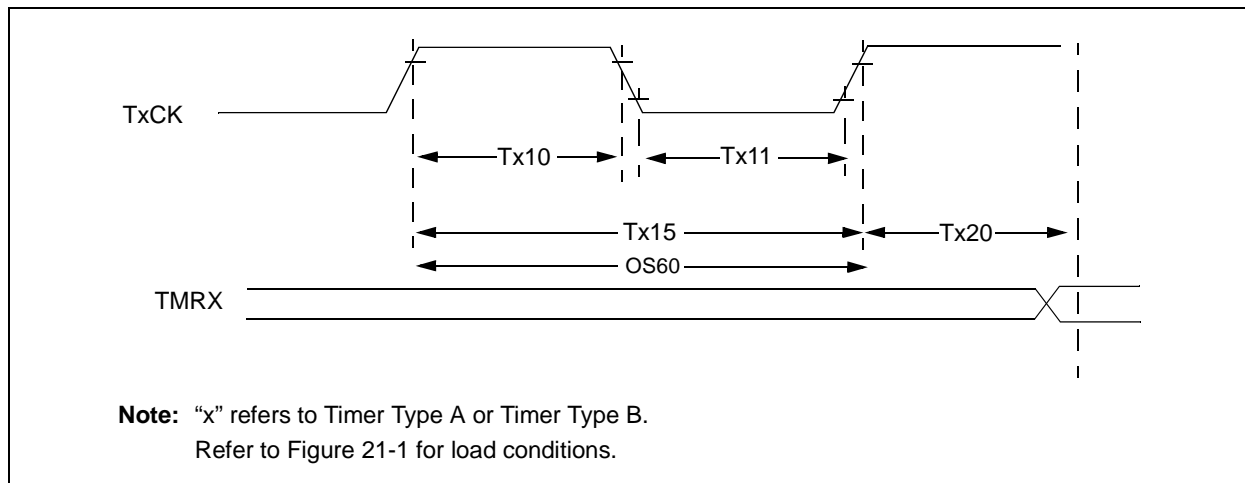 TxCK
Tx10
Tx11
Tx15
Tx20
OS60
TMRX
Note: “x” refers to Timer Type A or Timer Type B.
Refer to Figure 21-1 for load conditions.